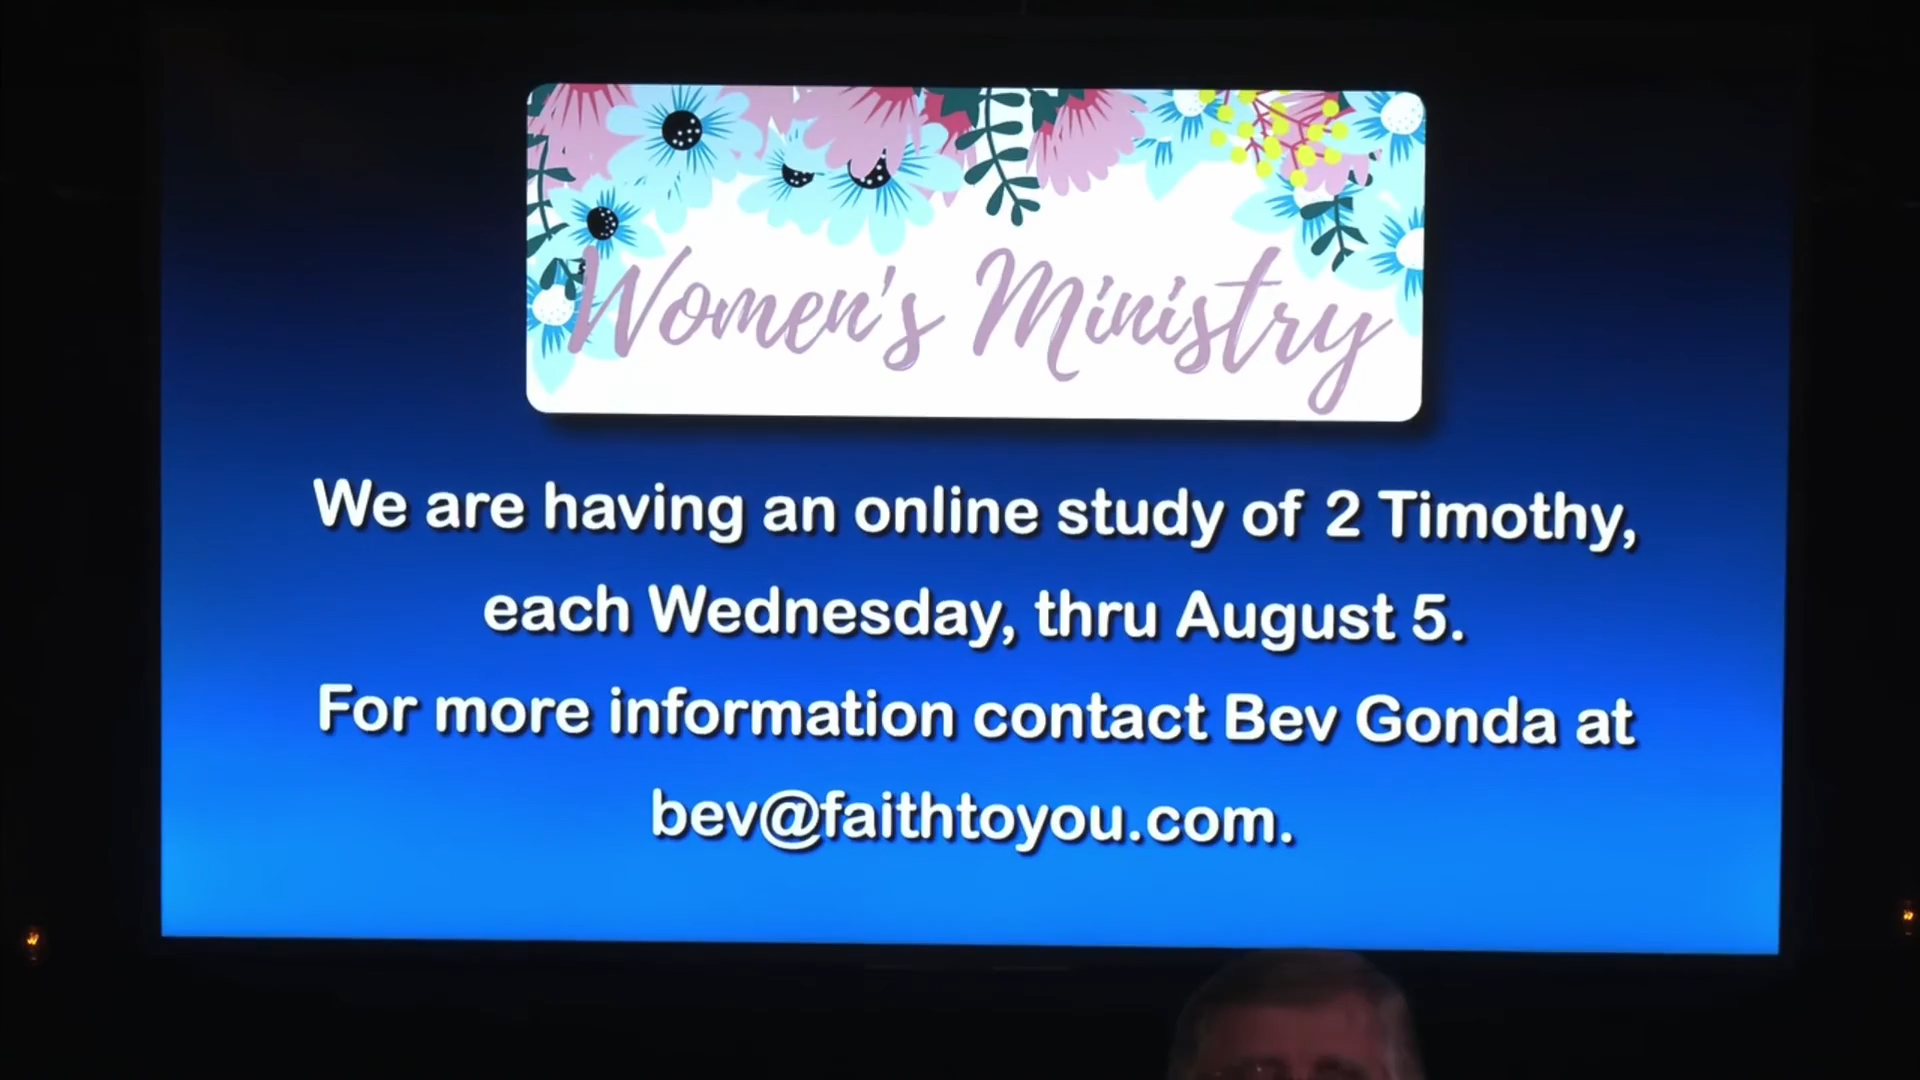 Women's Ministry
We are having an online study of 2 Timothy,
each Wednesday, thru August 5.
For more information contact Bev Gonda at
bev@faithtoyou.com.